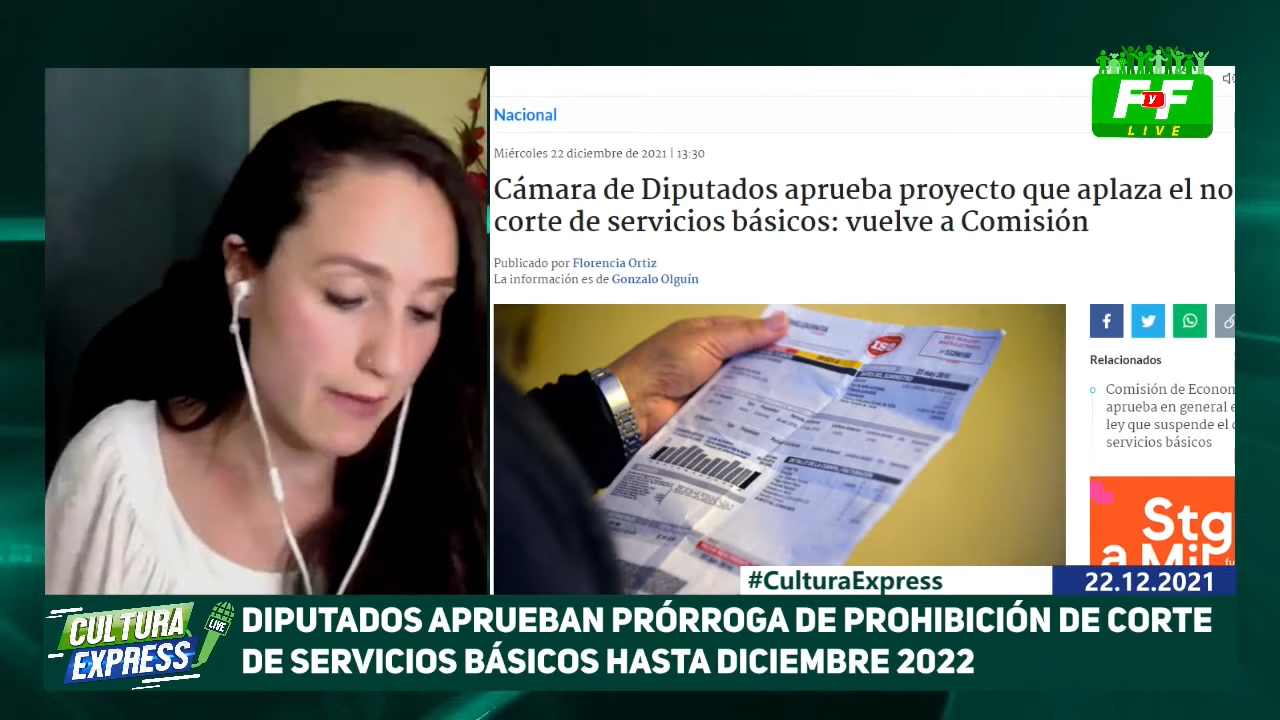 F y F
LIVE
Nacional
Miércoles 22 diciembre de 2021 | 13:30
Cámara de Diputados aprueba proyecto que aplaza el no
corte de servicios básicos: vuelve a Comisión
Publicado por Florencia Ortiz
La información es de Gonzalo Olguín
Relacionados
Comisión de Econom
aprueba en general e
ley que suspende el
servicios básicos
Stg
a Mil
#CulturaExpress
22.12.2021
CULTURA
EXPRESS
LIVE
DIPUTADOS APRUEBAN PRÓRROGA DE PROHIBICIÓN DE CORTE
DE SERVICIOS BÁSICOS HASTA DICIEMBRE 2022